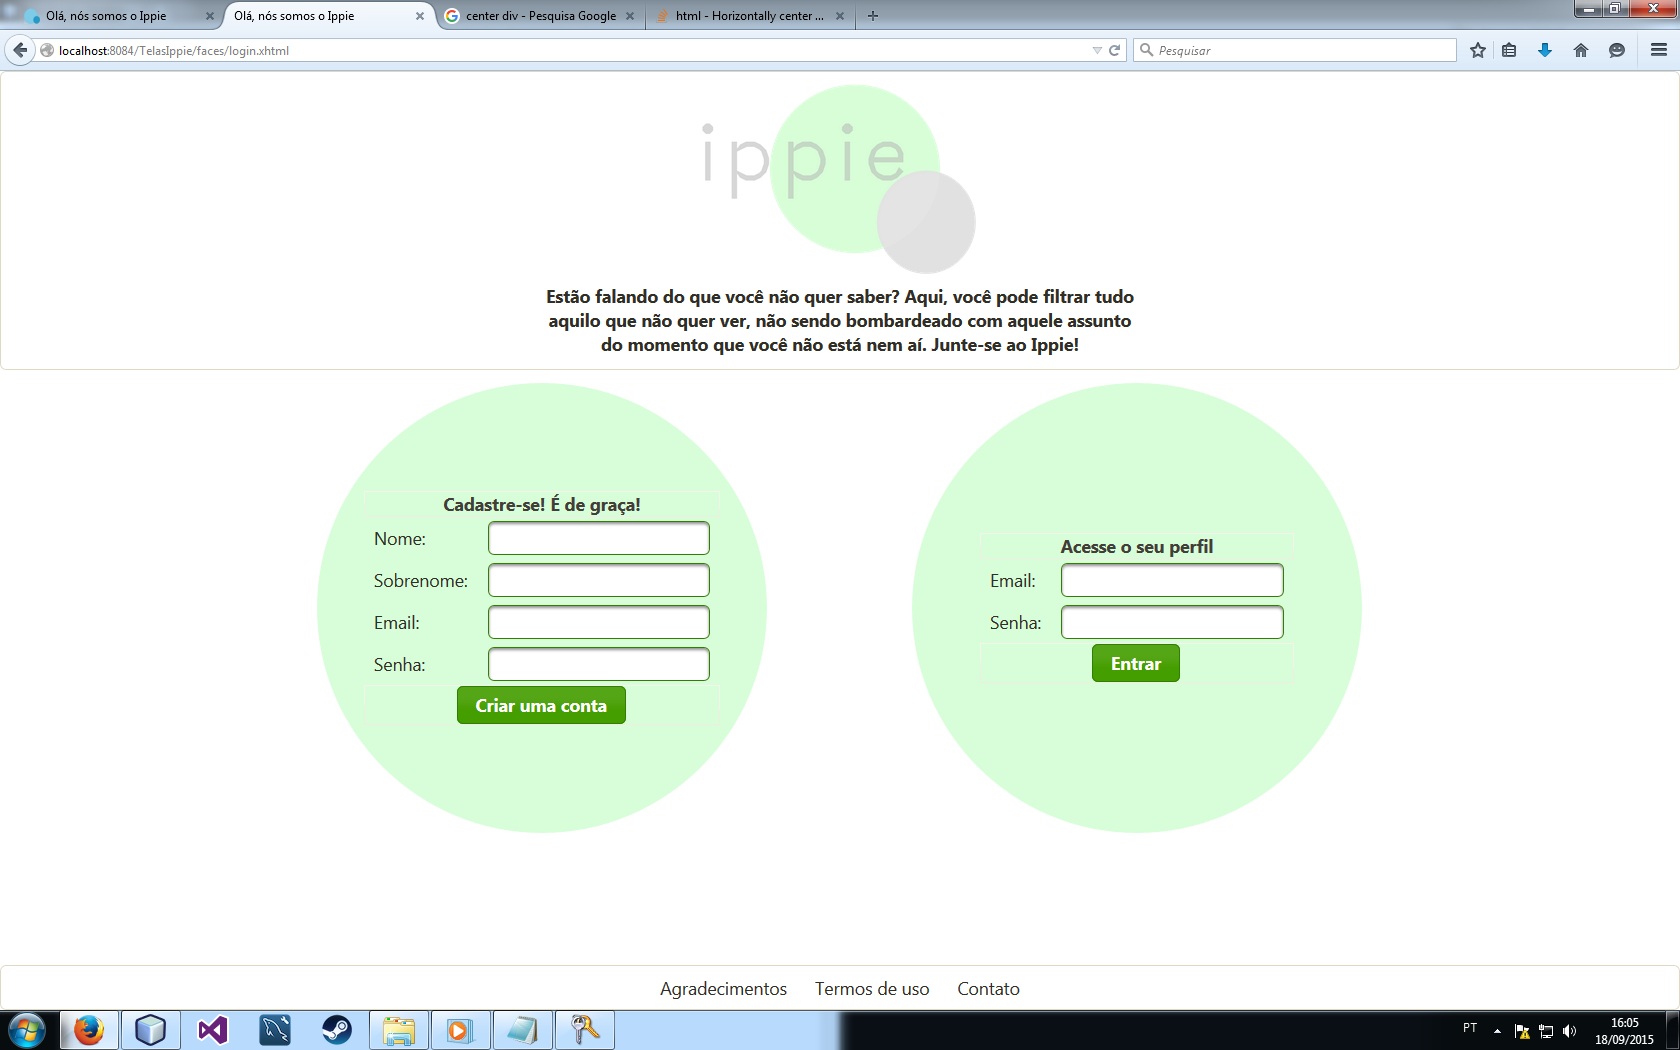 Olá, nós somos o Ippie
Olá, nós somos o Ippie
center div - Pesquisa Google
html - Horizontally center ...
localhost:8084/TelasIppie/faces/login.xhtml
Pesquisar
ippie
Estão falando do que você não quer saber? Aqui, você pode filtrar tudo
aquilo que não quer ver, não sendo bombardeado com aquele assunto
do momento que você não está nem aí. Junte-se ao Ippie!
Cadastre-se! É de graça!
Nome:
Sobrenome:
Email:
Senha:
Criar uma conta
Acesse o seu perfil
Email:
Senha:
Entrar
Agradecimentos
Termos de uso
Contato
PT
16:05
18/09/2015